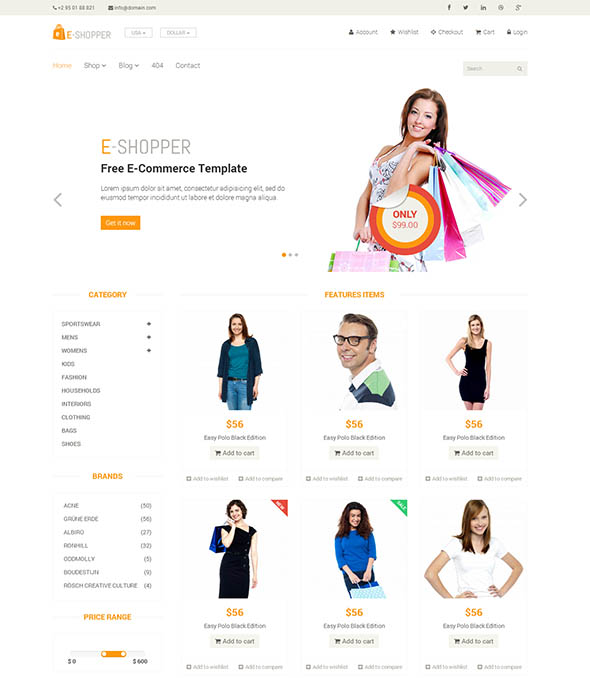 +2 95 01 88 821 info@domain.com
E-SHOPPER USA DOLLAR Account Wishlist Checkout Cart Login
Home Shop Blog 404 Contact Search
E-SHOPPER
Free E-Commerce Template
Lorem ipsum dolor sit amet, consectetur adipisicing elit, sed do
eiusmod tempor incididunt ut labore et dolore magna aliqua.
Get it now
ONLY
$99.00
CATEGORY
SPORTSWEAR
MENS
WOMENS
KIDS
FASHION
HOUSEHOLDS
INTERIORS
CLOTHING
BAGS
SHOES
BRANDS
ACNE (50)
GRÜNE ERDE (56)
ALBIRO (27)
RONHILL (32)
ODDMOLLY (5)
BOUDESTIJN (9)
RÖSCH CREATIVE CULTURE (4)
PRICE RANGE
$ 0 $ 600
FEATURES ITEMS
$56 $56 $56
Easy Polo Black Edition Easy Polo Black Edition Easy Polo Black Edition
Add to cart Add to cart Add to cart
Add to wishlist Add to compare Add to wishlist Add to compare Add to wishlist Add to compare
NEW SALE
$56 $56 $56
Easy Polo Black Edition Easy Polo Black Edition Easy Polo Black Edition
Add to cart Add to cart Add to cart
Add to wishlist Add to compare Add to wishlist Add to compare Add to wishlist Add to compare